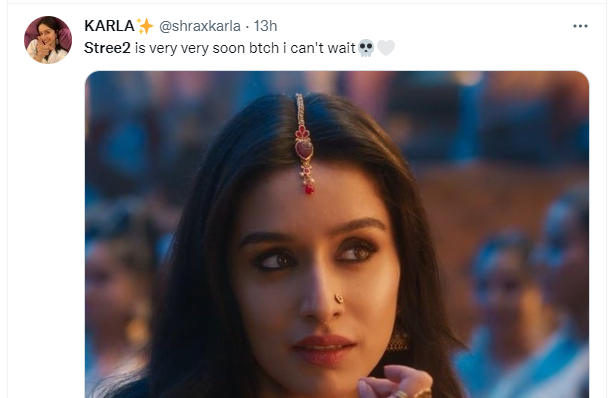 KARLA✨ @shraxkarla · 13h
Stree2 is very very soon btch i can't wait💀🤍